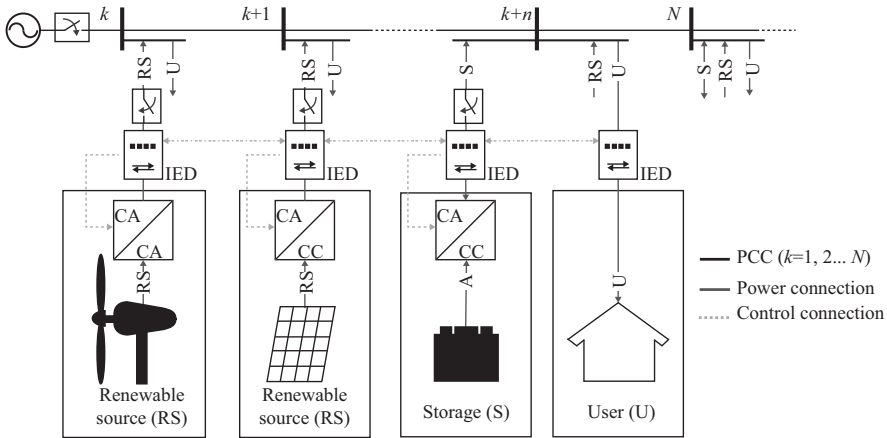 k
k+1
k+n
N
RS
U
RS
U
S
RS
U
S
RS
U
IED
IED
IED
IED
CA
CA
CA
CC
CA
CC
RS
RS
A
U
PCC (k=1, 2... N)
Power connection
Control connection
Renewable
source (RS)
Renewable
source (RS)
Storage (S)
User (U)